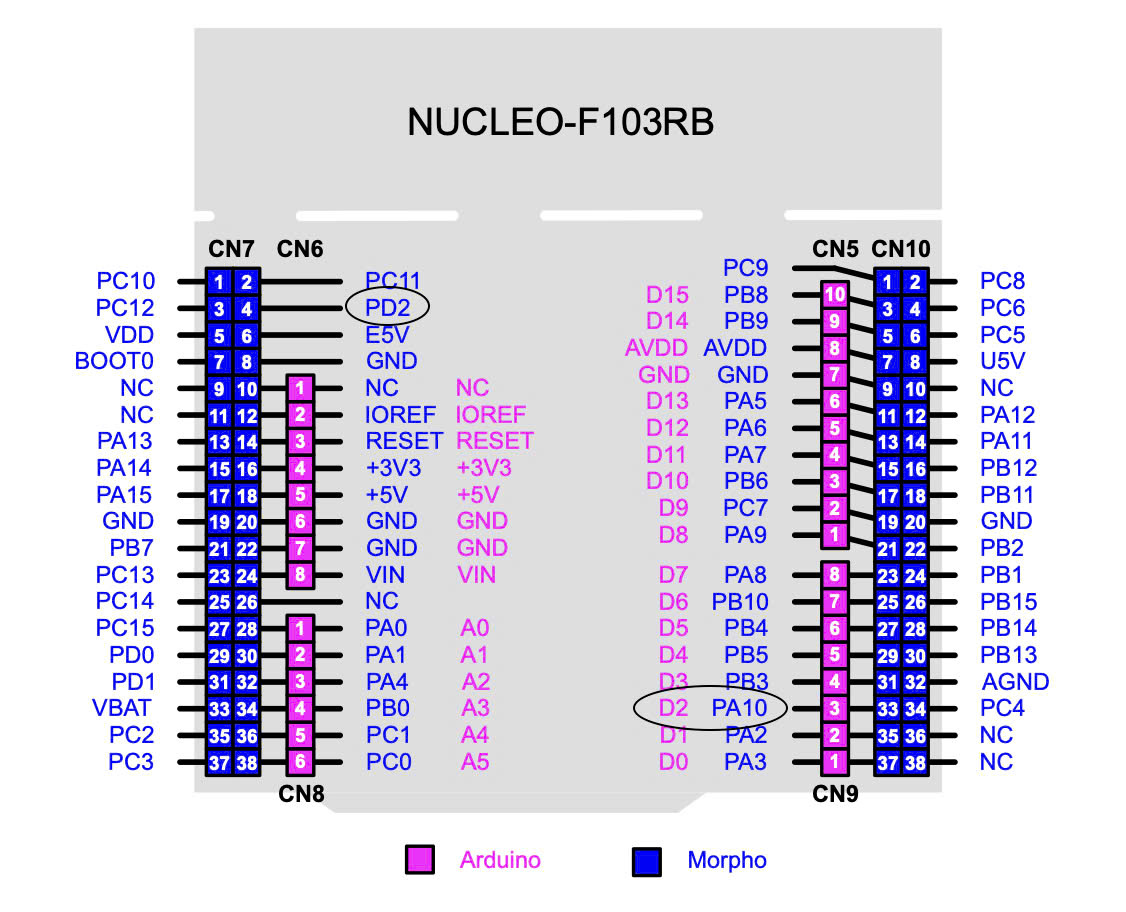 NUCLEO-F103RB
CN7 CN6 CN5 CN10
PC9
PC10 1 2 PC11 1 2 PC8
PC12 3 4 PD2 D15 PB8 10 3 4 PC6
VDD 5 6 E5V D14 PB9 9 5 6 PC5
BOOT0 7 8 GND AVDD AVDD 8 7 8 U5V
NC 9 10 1 NC NC GND GND 7 9 10 NC
NC 11 12 2 IOREF IOREF D13 PA5 6 11 12 PA12
PA13 13 14 3 RESET RESET D12 PA6 5 13 14 PA11
PA14 15 16 4 +3V3 +3V3 D11 PA7 4 15 16 PB12
PA15 17 18 5 +5V +5V D10 PB6 3 17 18 PB11
GND 19 20 6 GND GND D9 PC7 2 19 20 GND
PB7 21 22 7 GND GND D8 PA9 1 21 22 PB2
PC13 23 24 8 VIN VIN D7 PA8 8 23 24 PB1
PC14 25 26 NC D6 PB10 7 25 26 PB15
PC15 27 28 1 PA0 A0 D5 PB4 6 27 28 PB14
PD0 29 30 2 PA1 A1 D4 PB5 5 29 30 PB13
PD1 31 32 3 PA4 A2 D3 PB3 4 31 32 AGND
VBAT 33 34 4 PB0 A3 D2 PA10 3 33 34 PC4
PC2 35 36 5 PC1 A4 D1 PA2 2 35 36 NC
PC3 37 38 6 PC0 A5 D0 PA3 1 37 38 NC
CN8 CN9
Arduino Morpho